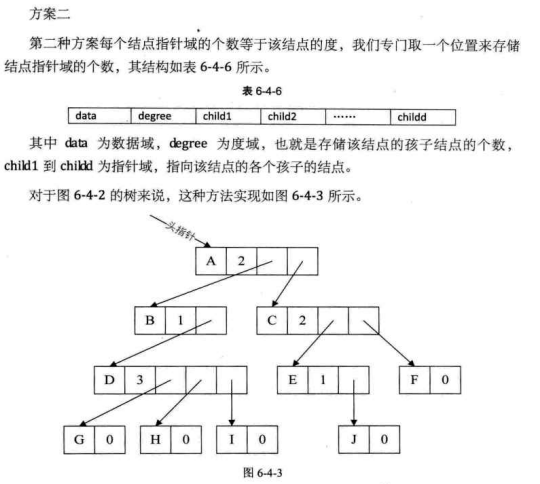 方案二
第二种方案每个结点指针域的个数等于该结点的度，我们专门取一个位置来存储
结点指针域的个数，其结构如表 6-4-6 所示。
表 6-4-6
data degree child1 child2 …… childd
其中 data 为数据域，degree 为度域，也就是存储该结点的孩子结点的个数，
child1 到 childd 为指针域，指向该结点的各个孩子的结点。
对于图 6-4-2 的树来说，这种方法实现如图 6-4-3 所示。
头指针
A 2
B 1 C 2
D 3 E 1 F 0
G 0 H 0 I 0 J 0
图 6-4-3